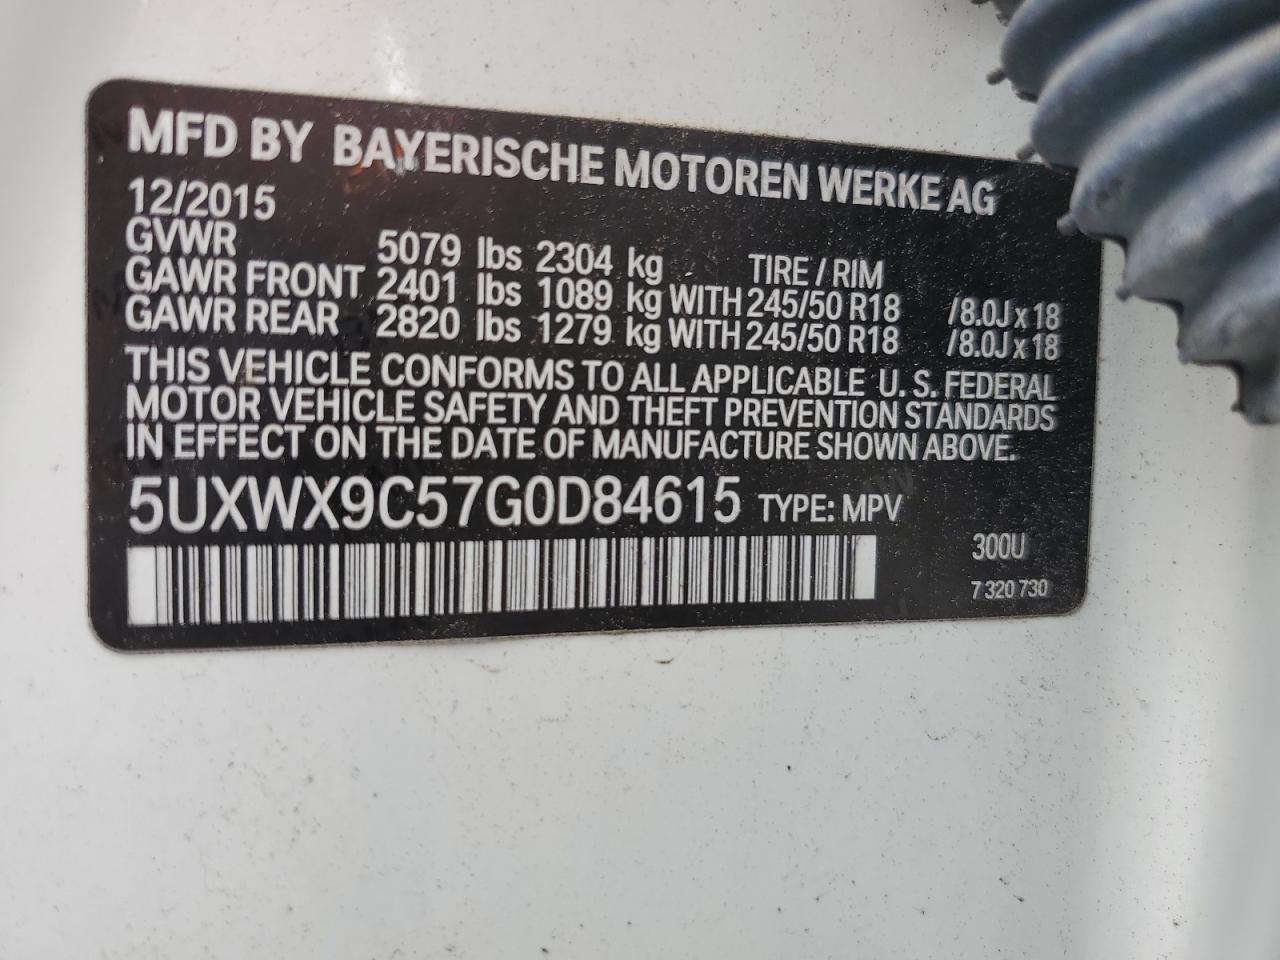 MFD BY BAYERISCHE MOTOREN WERKE AG
12/2015
GVWR 5079 lbs 2304 kg TIRE / RIM
GAWR FRONT 2401 lbs 1089 kg WITH 245/50 R18 /8.0J x 18
GAWR REAR 2820 lbs 1279 kg WITH 245/50 R18 /8.0J x 18
THIS VEHICLE CONFORMS TO ALL APPLICABLE U. S. FEDERAL
MOTOR VEHICLE SAFETY AND THEFT PREVENTION STANDARDS
IN EFFECT ON THE DATE OF MANUFACTURE SHOWN ABOVE.
5UXWX9C57G0D84615 TYPE: MPV
300U
7 320 730